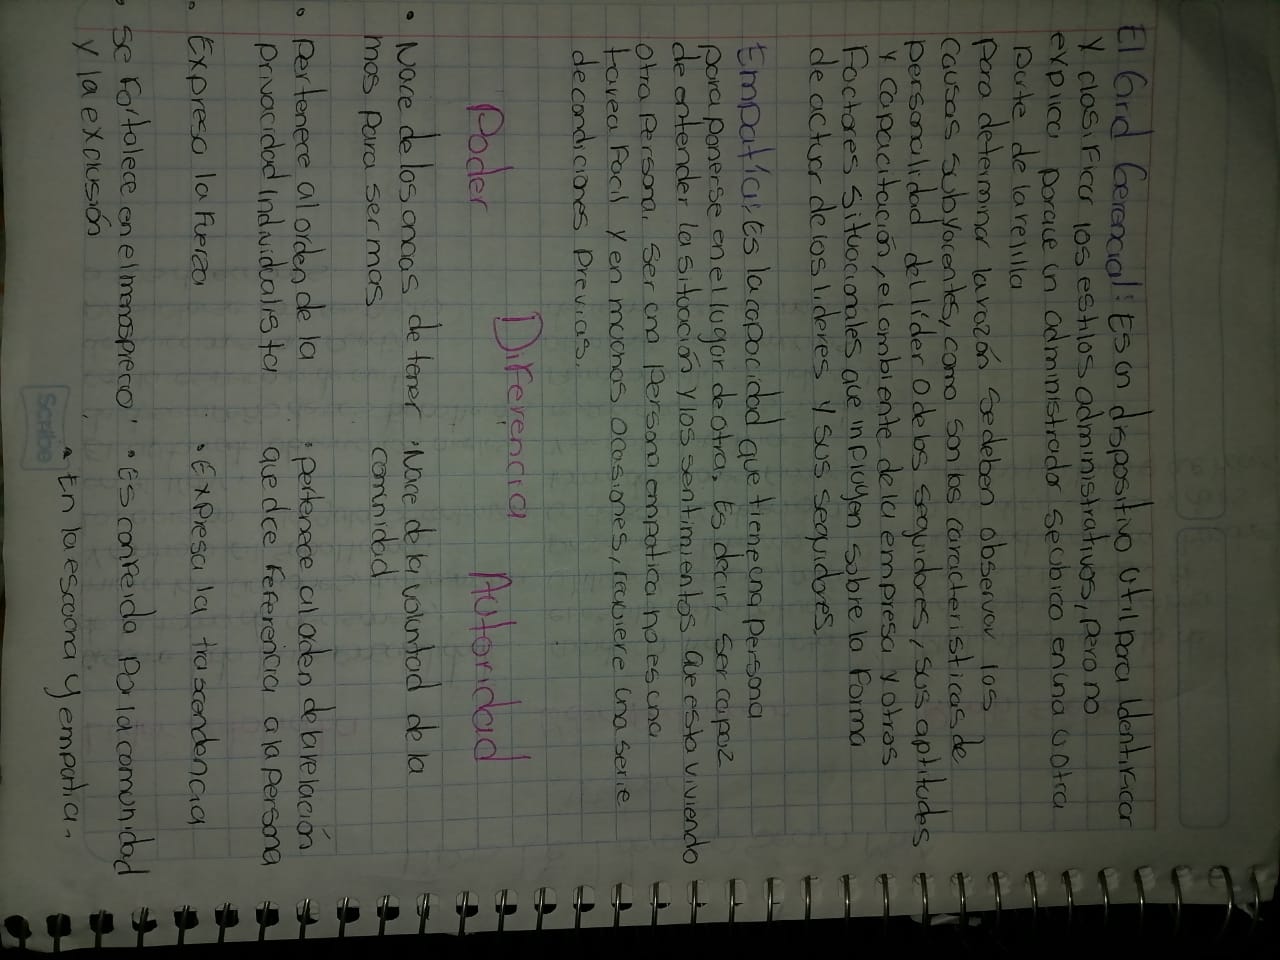 El Grid Gerencial: Es un dispositivo util para Identificar
y clasificar los estilos administrativos, pero no
explica porque un administrador se ubica en una u otra
parte de la rejilla
Para determinar la razón se deben observar las
causas subyacentes, como son las caracteristicas de
personalidad del líder o de los seguidores, sus aptitudes
y capacitación, el ambiente de la empresa y otros
Factores situacionales que influyen sobre la forma
de actuar de los lideres y sus seguidores.
Empatía: Es la capacidad que tiene una persona
para ponerse en el lugar de otra, Es decir, ser capaz
de entender la situación y los sentimientos que esta viviendo
otra persona. Ser una persona empatica no es una
tarea facil y en muchas ocasiones, requiere una serie
de condiciones previas.
Diferencia
Poder
Autoridad
• Nace de los ancas de tener
mas para ser mas
• Nace de la voluntad de la
comunidad
• Pertenece al orden de la
privacidad individualista
• pertenece al orden de la relación
que dce referencia a la persona
• Expresa la fuerza
• Expresa la trascendencia
• Se fortalece en el menosprecio
y la exclusión
• Es conferida por la comunidad
• En la escucha y empatia.
Scribe